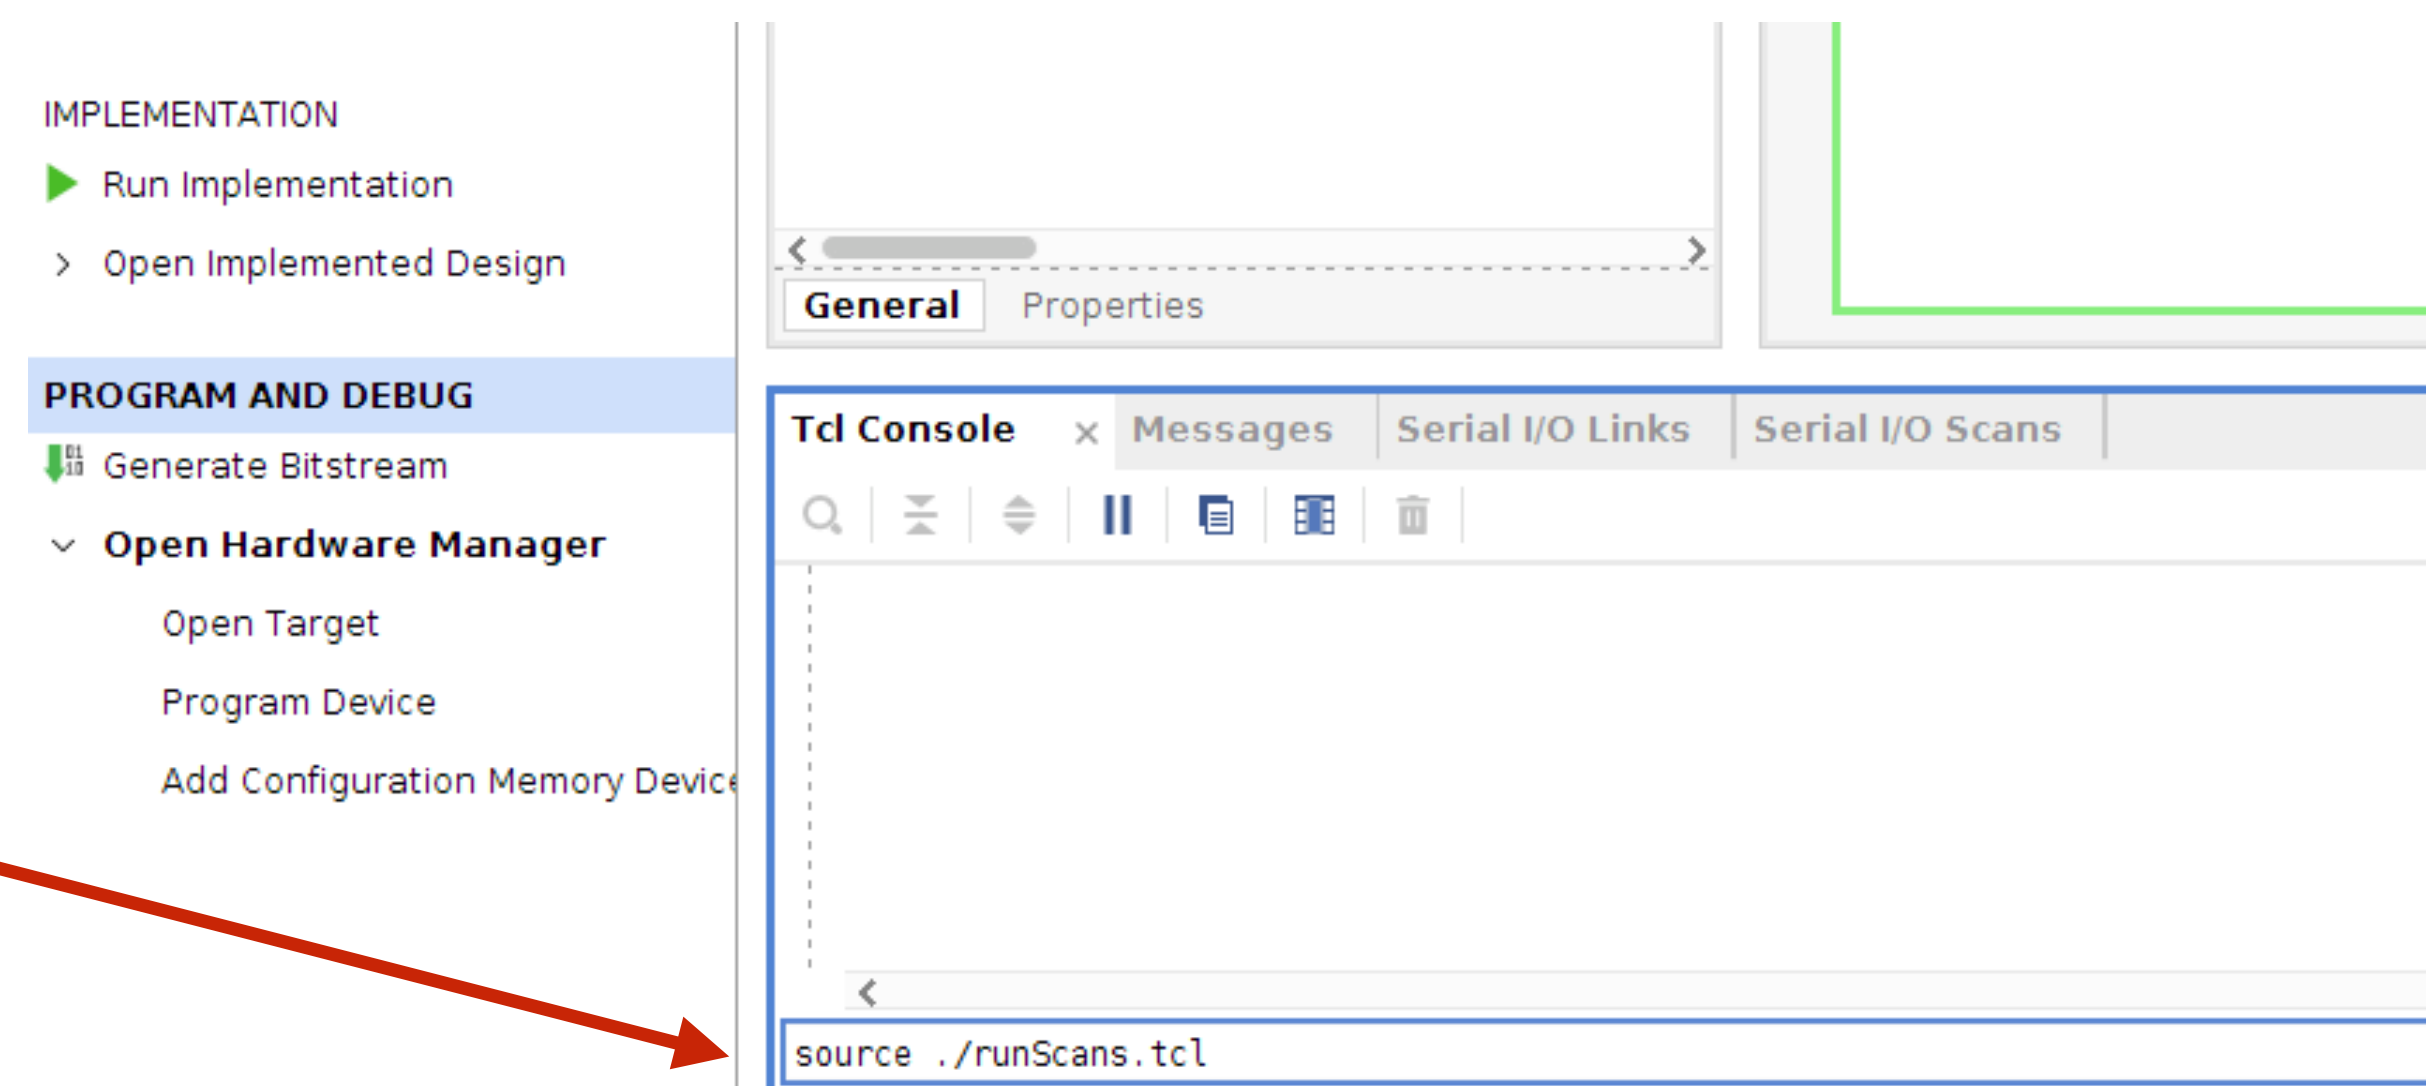 IMPLEMENTATION
Run Implementation
Open Implemented Design
PROGRAM AND DEBUG
Generate Bitstream
Open Hardware Manager
Open Target
Program Device
Add Configuration Memory Device
General Properties
Tcl Console Messages Serial I/O Links Serial I/O Scans
source ./runScans.tcl